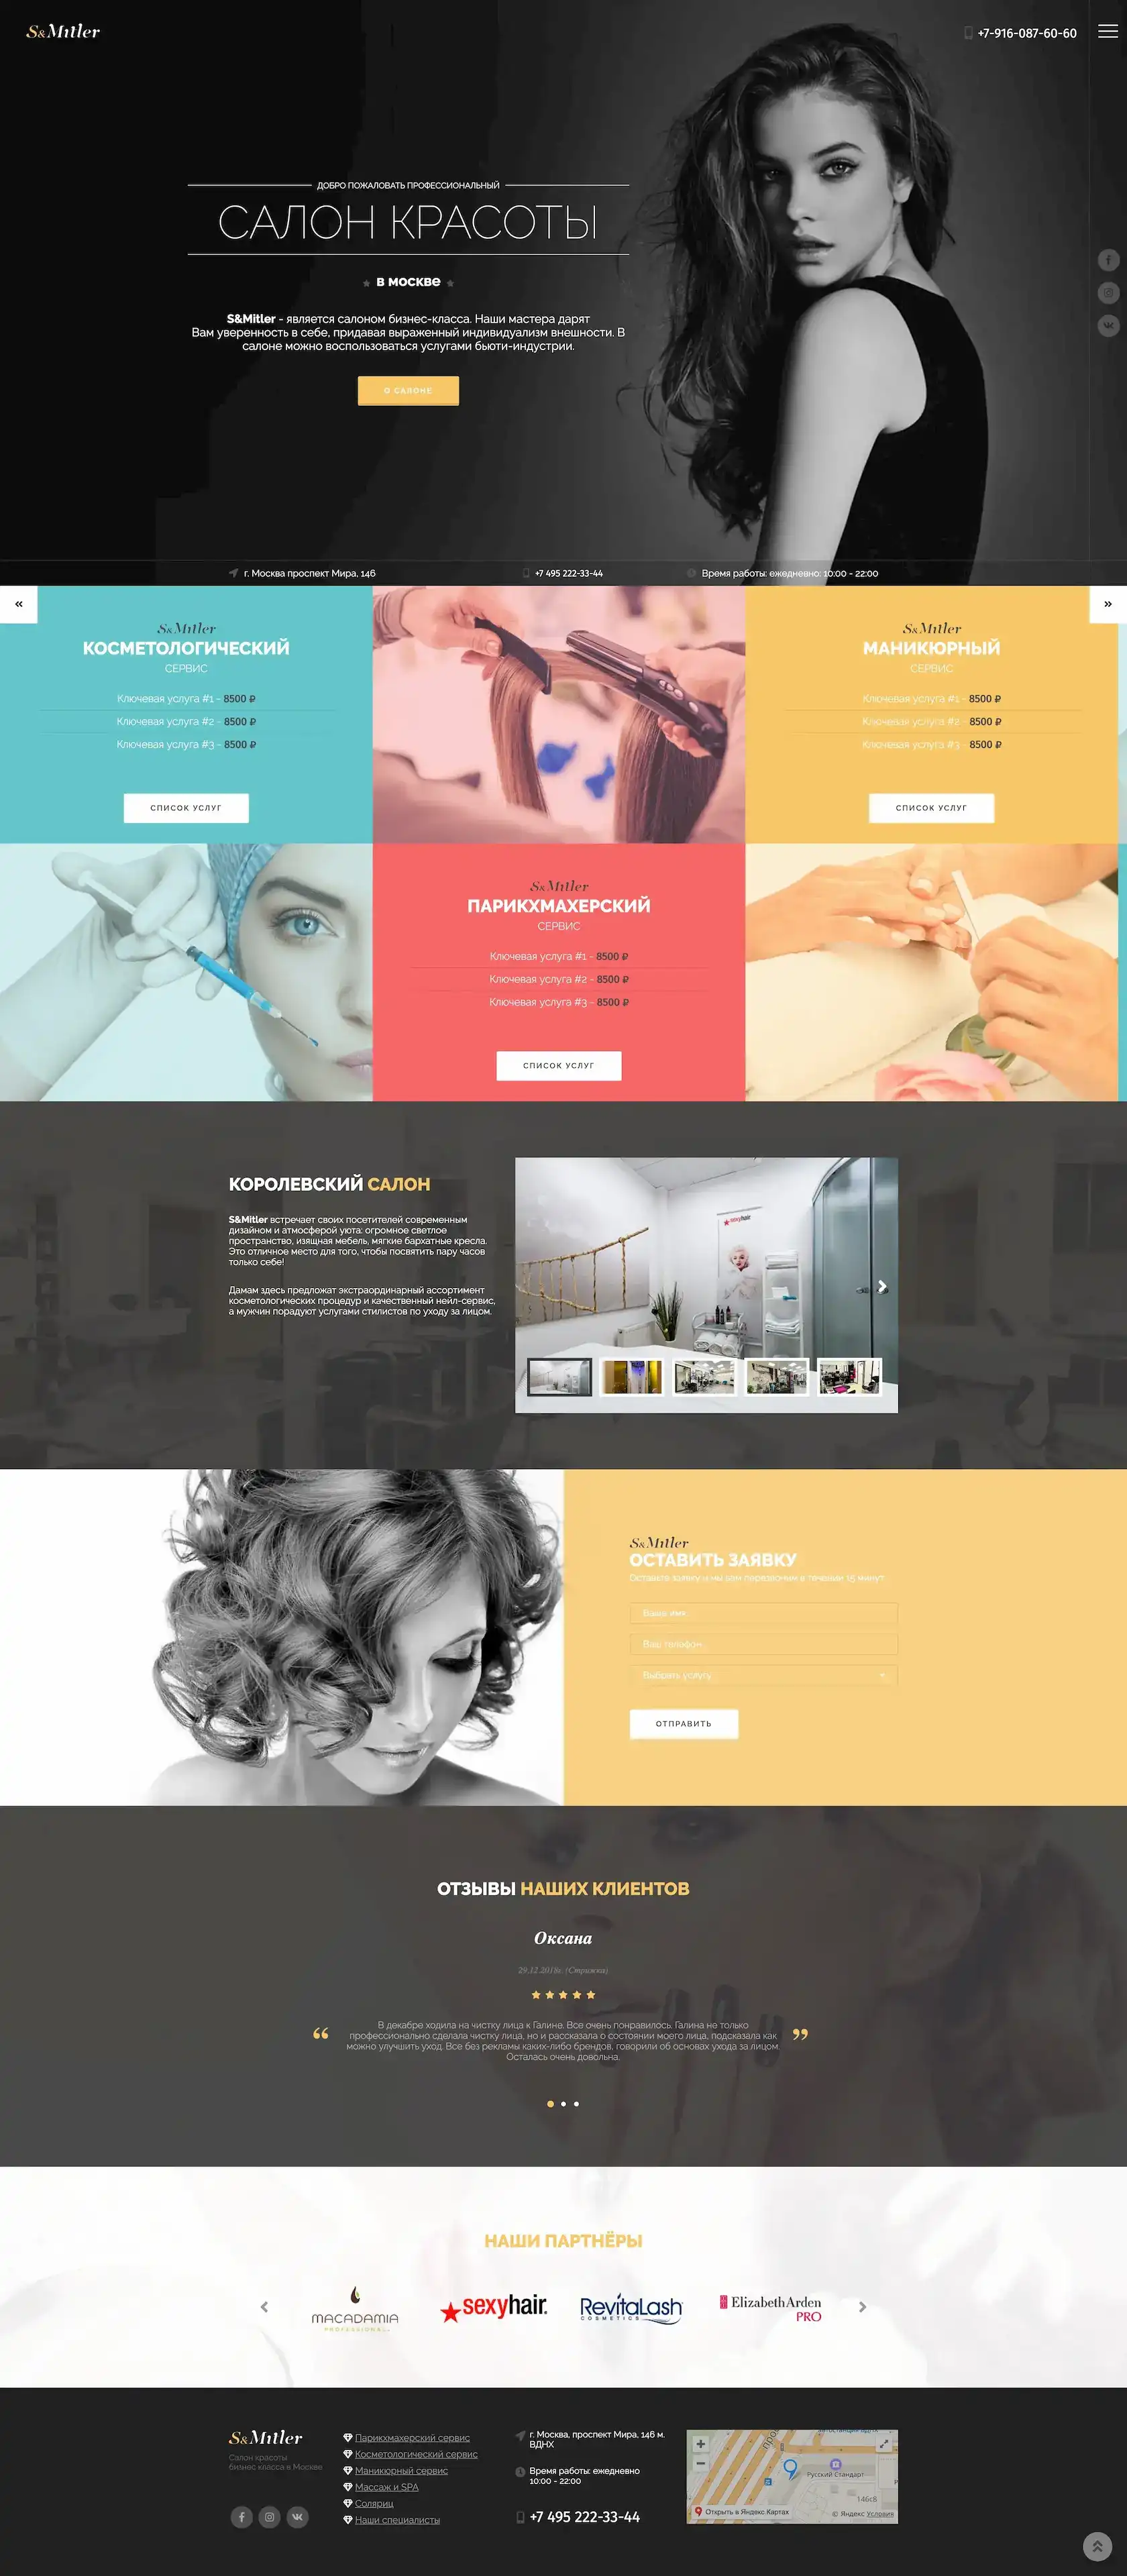 S&Mitler
+7-916-087-60-60
ДОБРО ПОЖАЛОВАТЬ ПРОФЕССИОНАЛЬНЫЙ
САЛОН КРАСОТЫ
В МОСКВЕ
S&Mitler - является салоном бизнес-класса. Наши мастера дарят
Вам уверенность в себе, придавая выраженный индивидуализм внешности. В
салоне можно воспользоваться услугами бьюти-индустрии.
О САЛОНЕ
г. Москва проспект Мира, 146
+7 495 222-33-44
Время работы: ежедневно: 10:00 - 22:00
S&Mitler
КОСМЕТОЛОГИЧЕСКИЙ
СЕРВИС
Ключевая услуга #1 - 8500 ₽
Ключевая услуга #2 - 8500 ₽
Ключевая услуга #3 - 8500 ₽
СПИСОК УСЛУГ
S&Mitler
МАНИКЮРНЫЙ
СЕРВИС
Ключевая услуга #1 - 8500 ₽
Ключевая услуга #2 - 8500 ₽
Ключевая услуга #3 - 8500 ₽
СПИСОК УСЛУГ
S&Mitler
ПАРИКХМАХЕРСКИЙ
СЕРВИС
Ключевая услуга #1 - 8500 ₽
Ключевая услуга #2 - 8500 ₽
Ключевая услуга #3 - 8500 ₽
СПИСОК УСЛУГ
КОРОЛЕВСКИЙ САЛОН
S&Mitler встречает своих посетителей современным
дизайном и атмосферой уюта: огромное светлое
пространство, изящная мебель, мягкие бархатные кресла.
Это отличное место для того, чтобы посвятить пару часов
только себе!
Дамам здесь предложат экстраординарный ассортимент
косметологических процедур и качественный нейл-сервис,
а мужчин порадуют услугами стилистов по уходу за лицом.
sexyhair
S&Mitler
ОСТАВИТЬ ЗАЯВКУ
Оставьте заявку и мы вам перезвоним в течении 15 минут
Ваше имя
Ваш телефон
Выбрать услугу
ОТПРАВИТЬ
ОТЗЫВЫ НАШИХ КЛИЕНТОВ
Оксана
29.12.2018г. (Стрижка)
В декабре ходила на чистку лица к Галине. Все очень понравилось. Галина не только
профессионально сделала чистку лица, но и рассказала о состоянии моего лица, подсказала как
можно улучшить уход. Все без рекламы каких-либо брендов, говорили об основах ухода за лицом.
Осталась очень довольна.
НАШИ ПАРТНЁРЫ
MACADAMIA
PROFESSIONAL
sexyhair.
RevitaLash
COSMETICS
Elizabeth Arden
PRO
S&Mitler
Салон красоты
бизнес класса в Москве
Парикхмахерский сервис
Косметологический сервис
Маникюрный сервис
Массаж и SPA
Соляриц
Наши специалисты
г. Москва, проспект Мира, 146 м.
ВДНХ
Время работы: ежедневно
10:00 - 22:00
+7 495 222-33-44
Русский Стандарт
146с8
Открыть в Яндекс.Картах
© Яндекс Условия